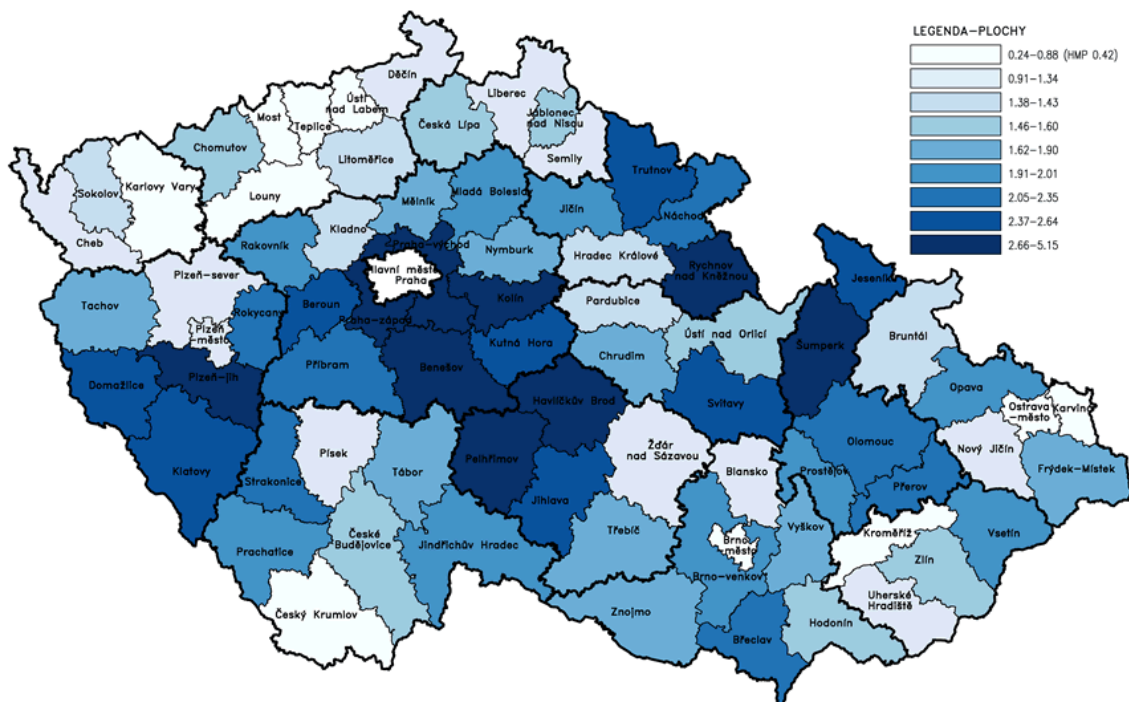 LEGENDA-PLOCHY
0.24-0.88 (HMP 0.42)
0.91-1.34
1.38-1.43
1.46-1.60
1.62-1.90
1.91-2.01
2.05-2.35
2.37-2.64
2.66-5.15
Děčín
Liberec
Ústí
nad Labem
Most
Teplice
Jablonec
nad Nisou
Česká Lípa
Chomutov
Litoměřice
Semily
Trutnov
Karlovy Vary
Sokolov
Louny
Mladá Boleslav
Mělník
Jičín
Náchod
Kladno
Cheb
Rakovník
Praha-východ
Nymburk
Hradec Králové
Rychnov
nad Kněžnou
Plzeň-sever
Hlavní město
Praha
Jeseník
Tachov
Beroun
Kolín
Pardubice
Rokycany
Praha-západ
Plzeň
-město
Ústí nad Orlicí
Šumperk
Bruntál
Kutná Hora
Chrudim
Příbram
Benešov
Plzeň-jih
Domažlice
Opava
Havlíčkův Brod
Svitavy
Ostrava
-město
Karviná
Olomouc
Písek
Žďár
nad Sázavou
Nový Jičín
Pelhřimov
Tábor
Blansko
Klatovy
Frýdek-Místek
Strakonice
Prostějov
Přerov
Jihlava
Třebíč
Vyškov
Kroměříž
Vsetín
České
Budějovice
Jindřichův Hradec
Brno
-město
Prachatice
Zlín
Brno-venkov
Uherské
Hradiště
Český Krumlov
Znojmo
Hodonín
Břeclav